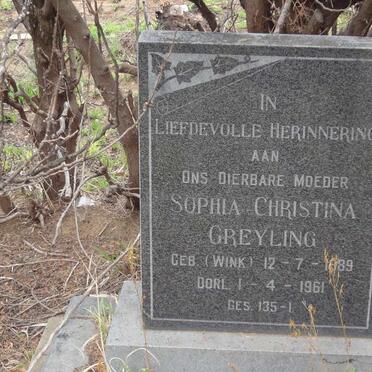 IN
LIEFDEVOLLE HERINNERING
AAN
ONS DIERBARE MOEDER
SOPHIA CHRISTINA
GREYLING
GEB. (WINK) 12-7-1889
OORL. 1-4-1961
GES. 135-1